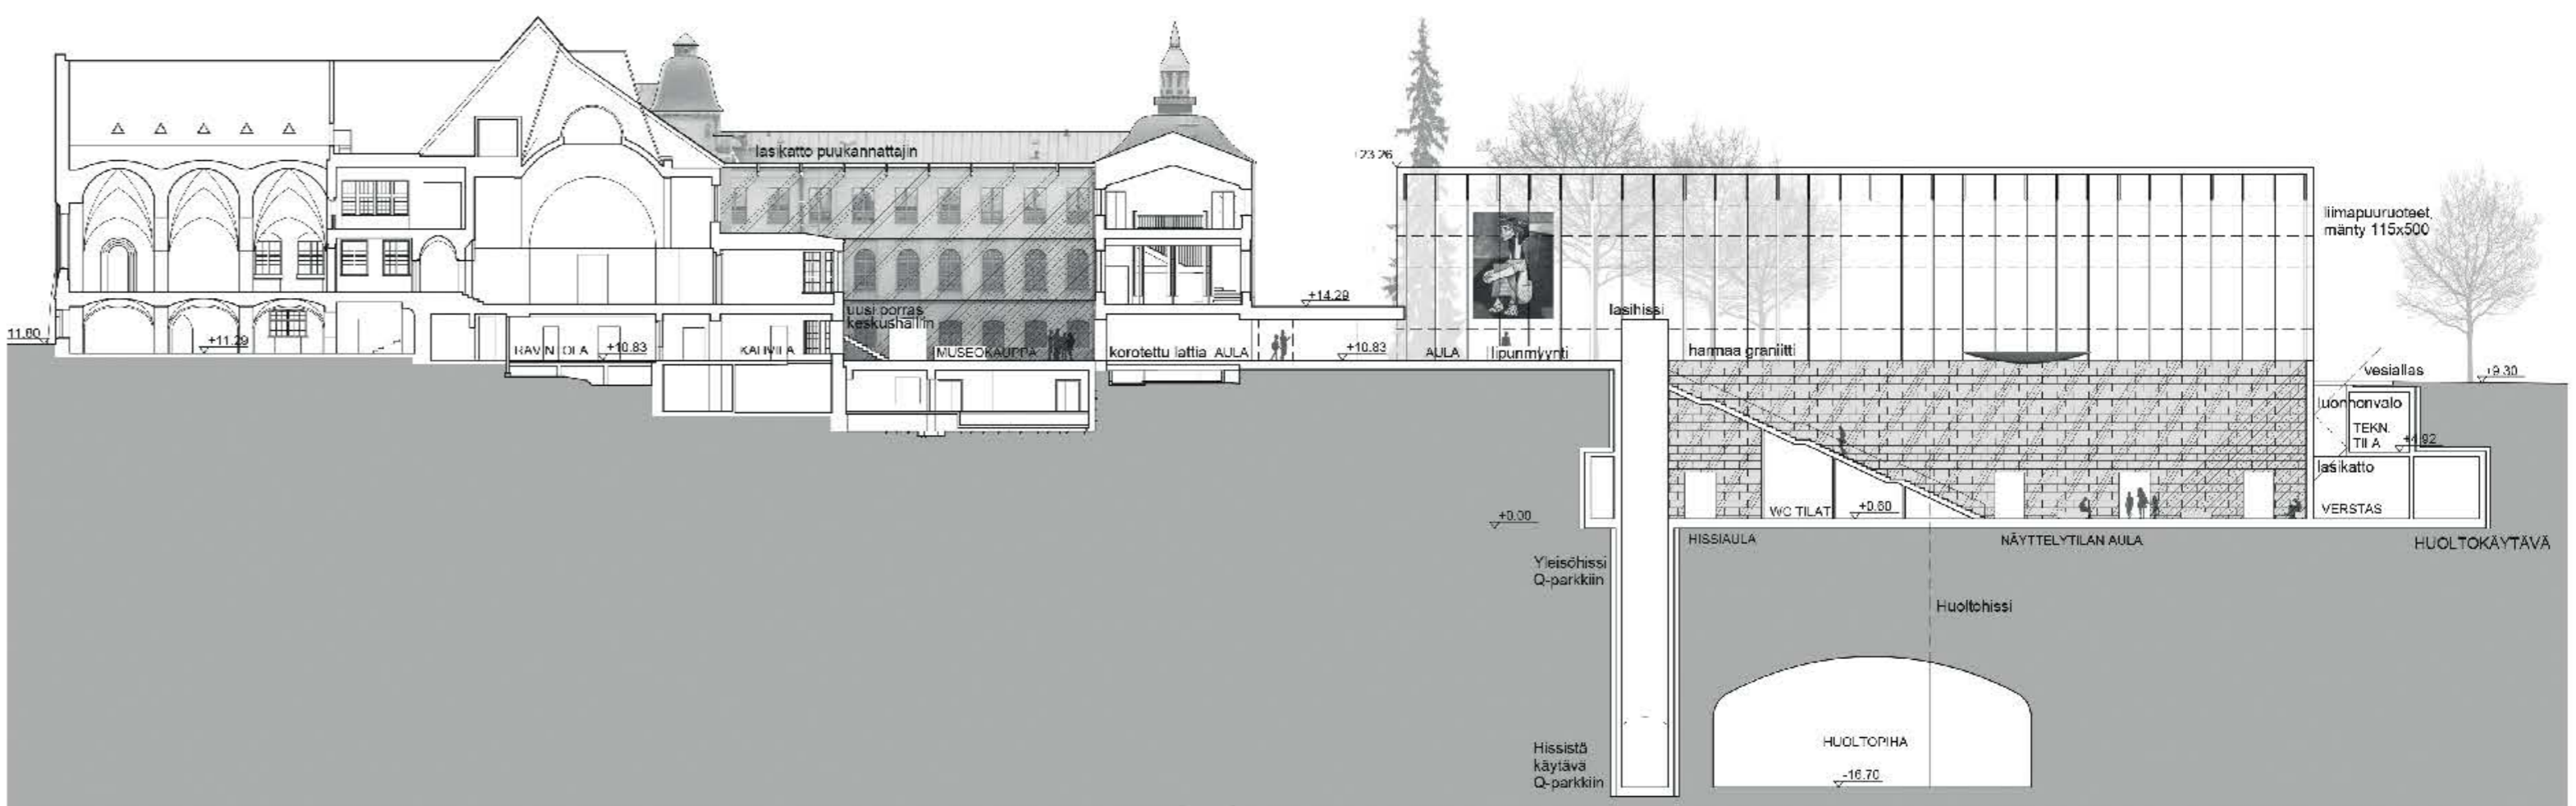 lasikatto puukannattajin
+23.26
liimapuuruoteet,
mänty 115x500
+14.29
uusi porras
keskushalliin
lasihissi
11.60
+11.29
RAVINTOLA
+10.83
KAHVILA
MUSEOKAUPPA
korotettu lattia AULA
+10.83
AULA
lipunmyynti
harmaa graniitti
vesiallas
+9.30
luonnonvalo
TEKN.
TILA
+4.92
lasikatto
WC TILAT
+0.60
VERSTAS
+0.00
HISSIAULA
NÄYTTELYTILAN AULA
HUOLTOKÄYTÄVÄ
Yleisöhissi
Q-parkkiin
Huoltohissi
HUOLTOPIHA
Hissistä
käytävä
Q-parkkiin
-16.70